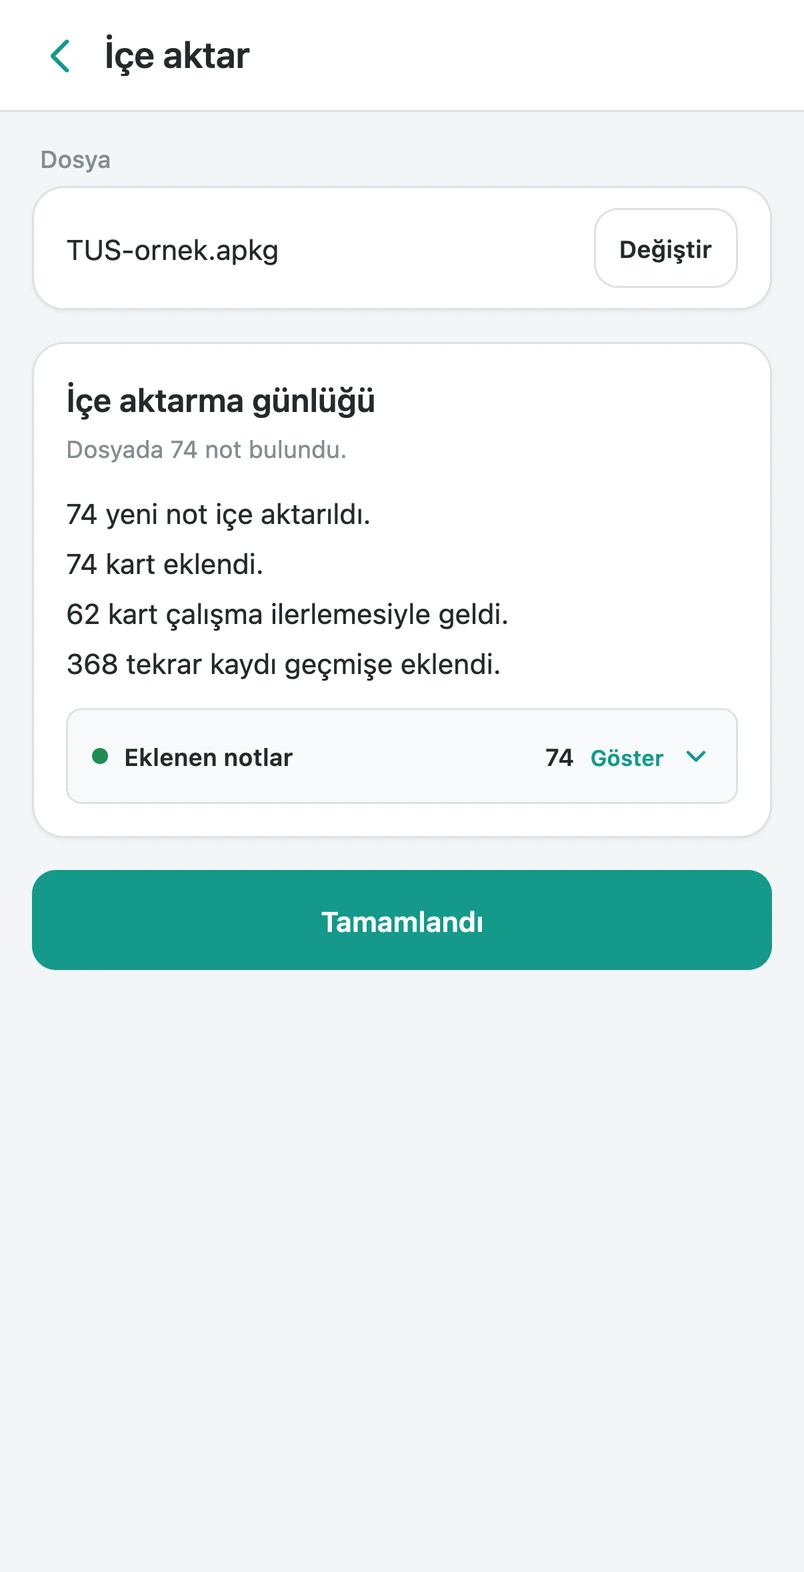 İçe aktar
Dosya
TUS-ornek.apkg
Değiştir
İçe aktarma günlüğü
Dosyada 74 not bulundu.
74 yeni not içe aktarıldı.
74 kart eklendi.
62 kart çalışma ilerlemesiyle geldi.
368 tekrar kaydı geçmişe eklendi.
Eklenen notlar 74 Göster
Tamamlandı